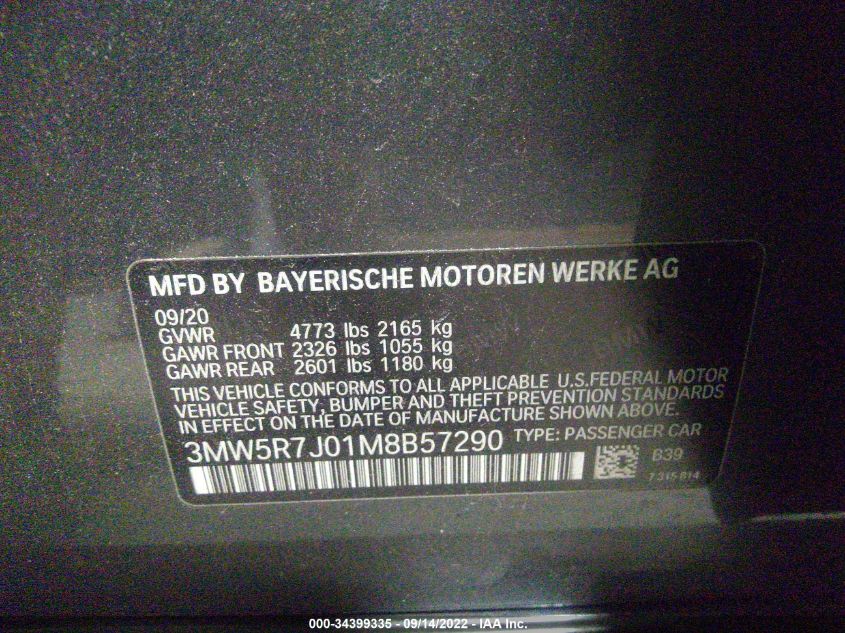 MFD BY BAYERISCHE MOTOREN WERKE AG
09/20
GVWR 4773 lbs 2165 kg
GAWR FRONT 2326 lbs 1055 kg
GAWR REAR 2601 lbs 1180 kg
THIS VEHICLE CONFORMS TO ALL APPLICABLE U.S.FEDERAL MOTOR
VEHICLE SAFETY, BUMPER AND THEFT PREVENTION STANDARDS
IN EFFECT ON THE DATE OF MANUFACTURE SHOWN ABOVE.
3MW5R7J01M8B57290 TYPE: PASSENGER CAR
B39
7 315 814
000-34399335 - 09/14/2022 - IAA Inc.